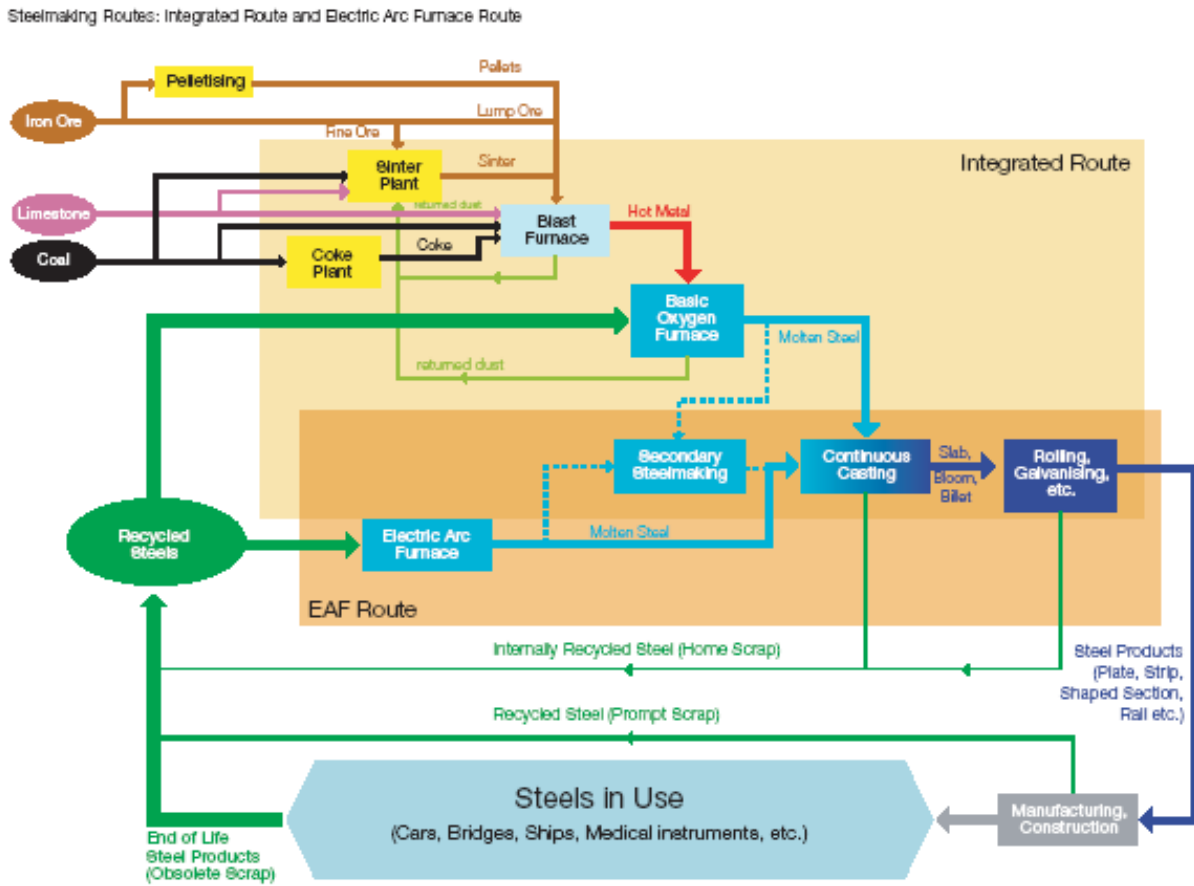 Steelmaking Routes: Integrated Route and Electric Arc Furnace Route
Pellets
Pelletising
Iron Ore
Lump Ore
Fine Ore
Sinter
Plant
Sinter
Integrated Route
Limestone
returned dust
Blast
Furnace
Hot Metal
Coal
Coke
Plant
Coke
Basic
Oxygen
Furnace
Molten Steel
returned dust
Secondary
Steelmaking
Continuous
Casting
Slab,
Bloom,
Billet
Rolling,
Galvanising,
etc.
Recycled
Steels
Electric Arc
Furnace
Molten Steel
EAF Route
Internally Recycled Steel (Home Scrap)
Steel Products
(Plate, Strip,
Shaped Section,
Rail etc.)
Recycled Steel (Prompt Scrap)
Steels in Use
(Cars, Bridges, Ships, Medical instruments, etc.)
Manufacturing,
Construction
End of Life
Steel Products
(Obsolete Scrap)